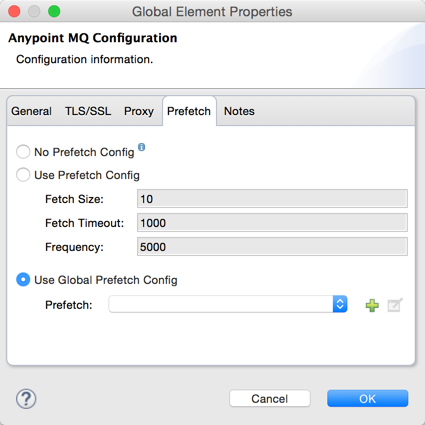 Global Element Properties
Anypoint MQ Configuration
Configuration information.
General TLS/SSL Proxy Prefetch Notes
No Prefetch Config
Use Prefetch Config
Fetch Size: 10
Fetch Timeout: 1000
Frequency: 5000
Use Global Prefetch Config
Prefetch:
? Cancel OK